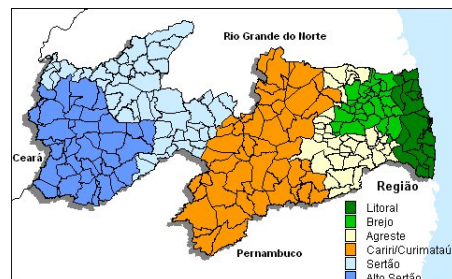 Rio Grande do Norte
Ceará
Pernambuco
Região
Litoral
Brejo
Agreste
Cariri/Curimataú
Sertão
Alto Sertão